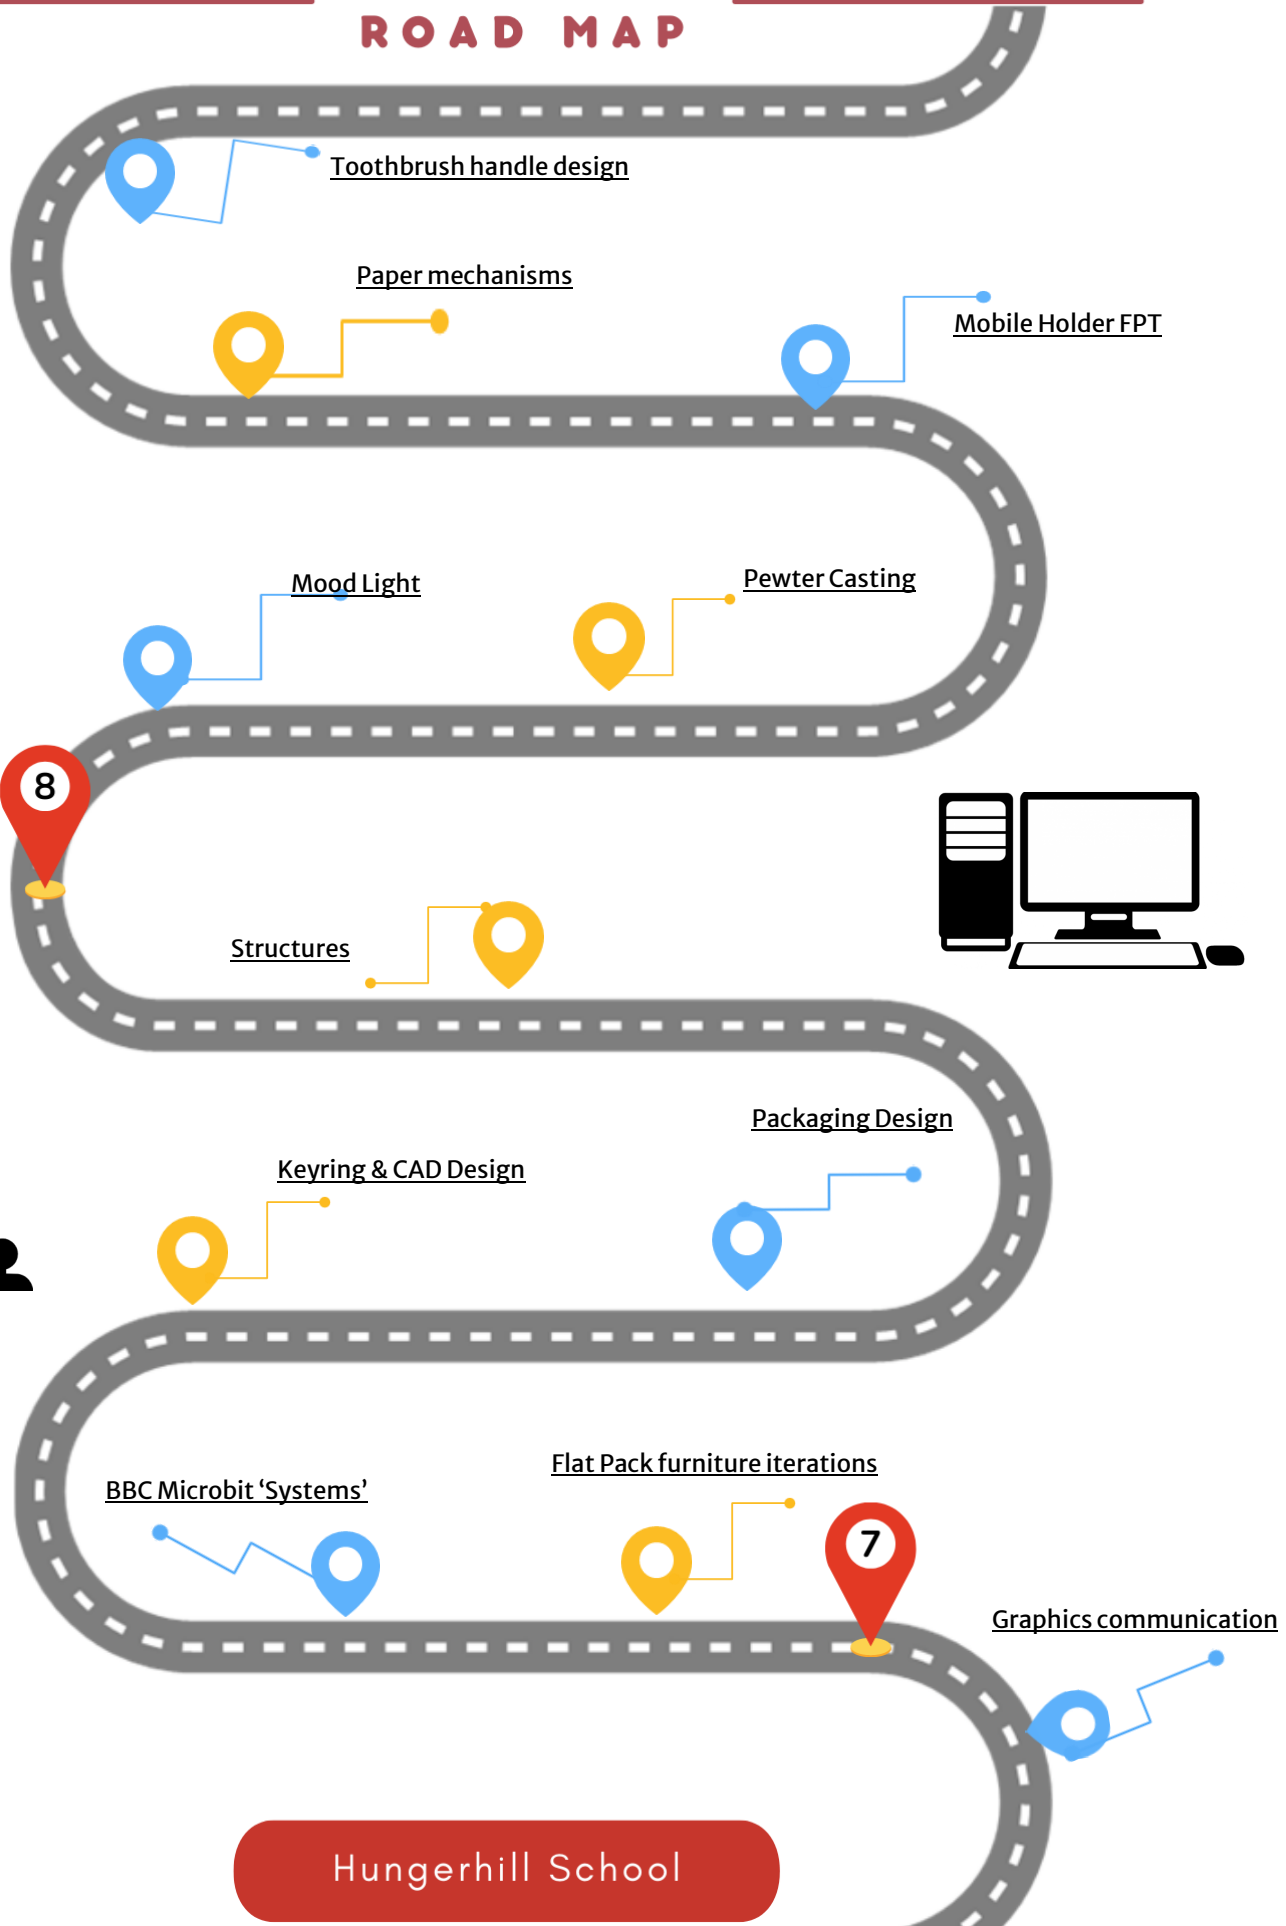 ROAD MAP
Toothbrush handle design
Paper mechanisms
Mobile Holder FPT
Mood Light
Pewter Casting
8
Structures
Packaging Design
Keyring & CAD Design
Flat Pack furniture iterations
BBC Microbit ‘Systems’
7
Graphics communication
Hungerhill School